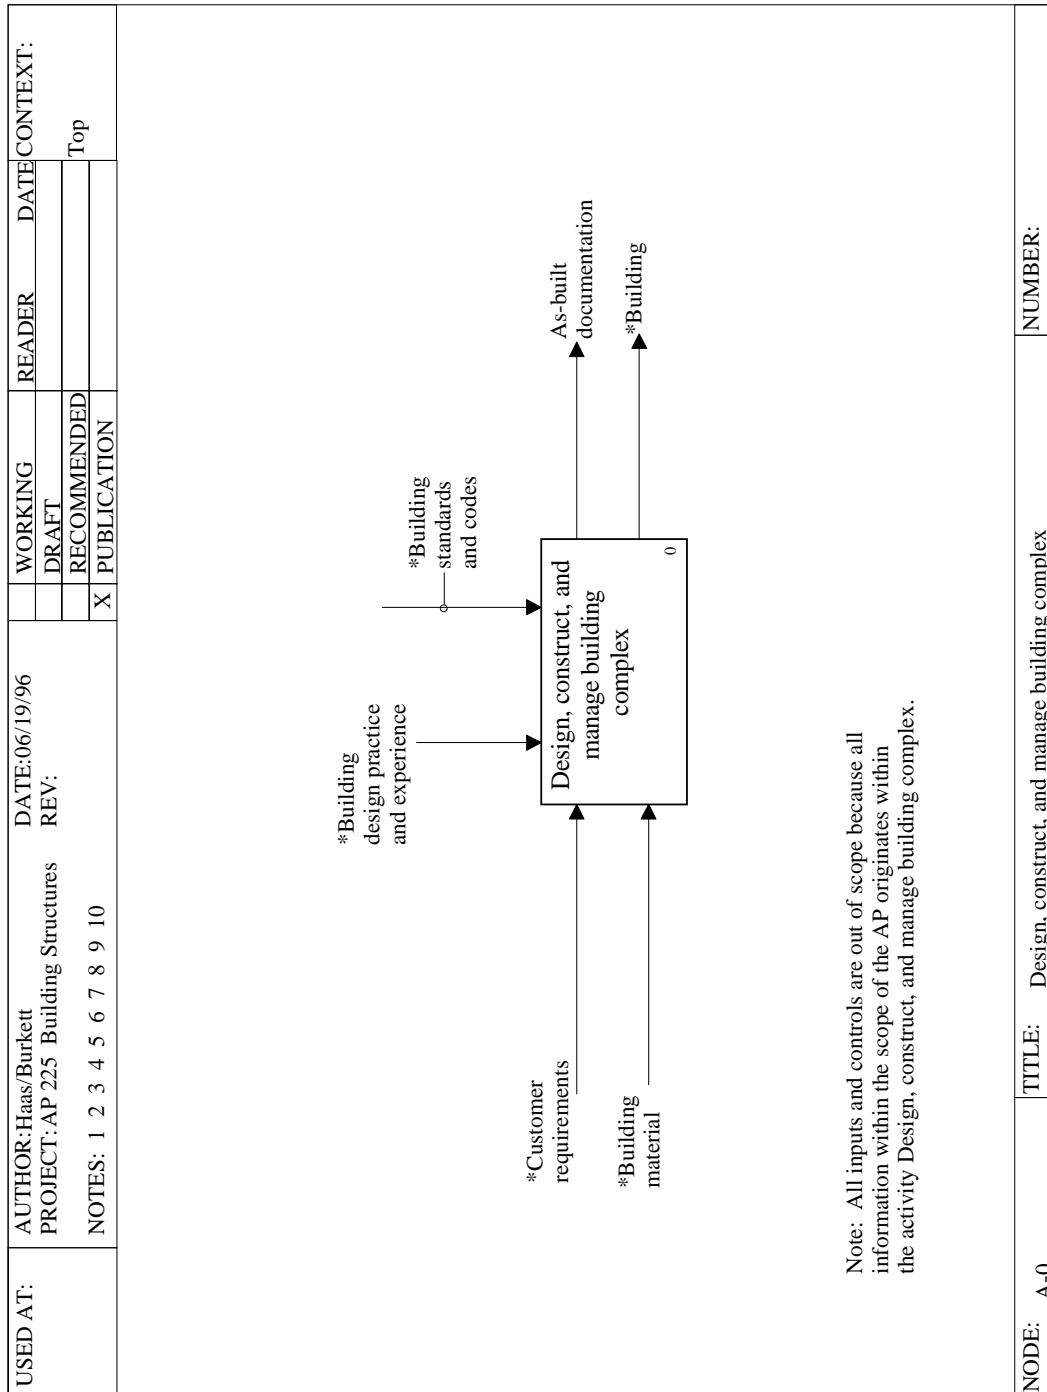 USED AT:
AUTHOR:Haas/Burkett
DATE:06/19/96
PROJECT: AP 225  Building Structures
REV:
NOTES: 1 2 3 4 5 6 7 8 9 10
WORKING
DRAFT
RECOMMENDED
X PUBLICATION
READER
DATE
CONTEXT:
Top
*Building
design practice
and experience
*Building
standards
and codes
*Customer
requirements
*Building
material
Design, construct, and
manage building
complex
0
As-built
documentation
*Building
Note:  All inputs and controls are out of scope because all
information within the scope of the AP originates within
the activity Design, construct, and manage building complex.
NODE:
A-0
TITLE:
Design, construct, and manage building complex
NUMBER: